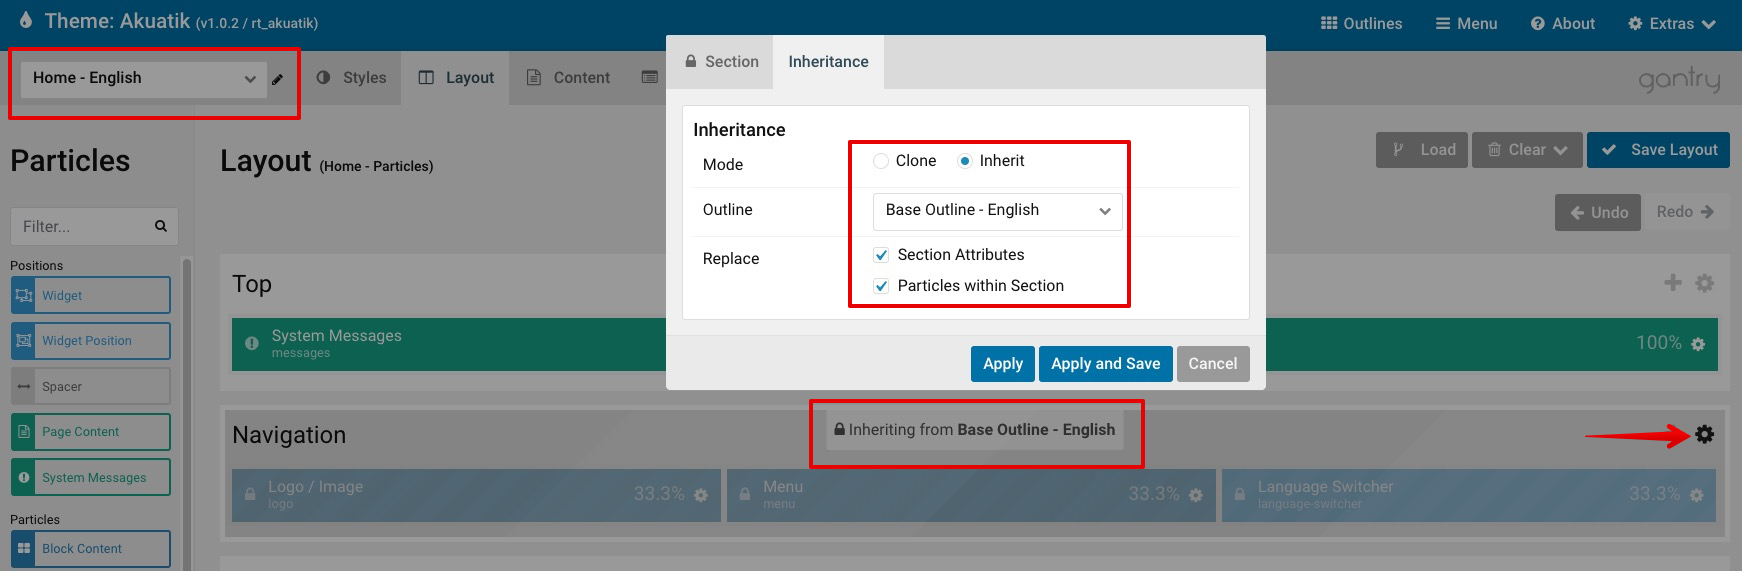 Theme: Akuatik (v1.0.2 / rt_akuatik)
Outlines
Menu
About
Extras
Home - English
Styles
Layout
Content
gantry
Section
Inheritance
Inheritance
Mode
Clone
Inherit
Outline
Base Outline - English
Replace
Section Attributes
Particles within Section
Apply
Apply and Save
Cancel
Particles
Filter...
Positions
Widget
Widget Position
Spacer
Page Content
System Messages
Particles
Block Content
Layout (Home - Particles)
Load
Clear
Save Layout
Undo
Redo
Top
System Messages
messages
100%
Navigation
Inheriting from Base Outline - English
Logo / Image
logo
33.3%
Menu
menu
33.3%
Language Switcher
language-switcher
33.3%